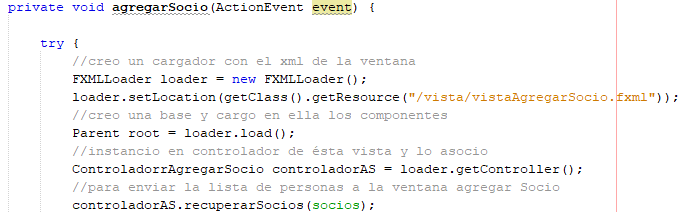 private void agregarSocio(ActionEvent event) {
try {
//creo un cargador con el xml de la ventana
FXMLLoader loader = new FXMLLoader();
loader.setLocation(getClass().getResource("/vista/vistaAgregarSocio.fxml"));
//creo una base y cargo en ella los componentes
Parent root = loader.load();
//instancio en controlador de ésta vista y lo asocio
ControladorrAgregarSocio controladorAS = loader.getController();
//para enviar la lista de personas a la ventana agregar Socio
controladorAS.recuperarSocios(socios);